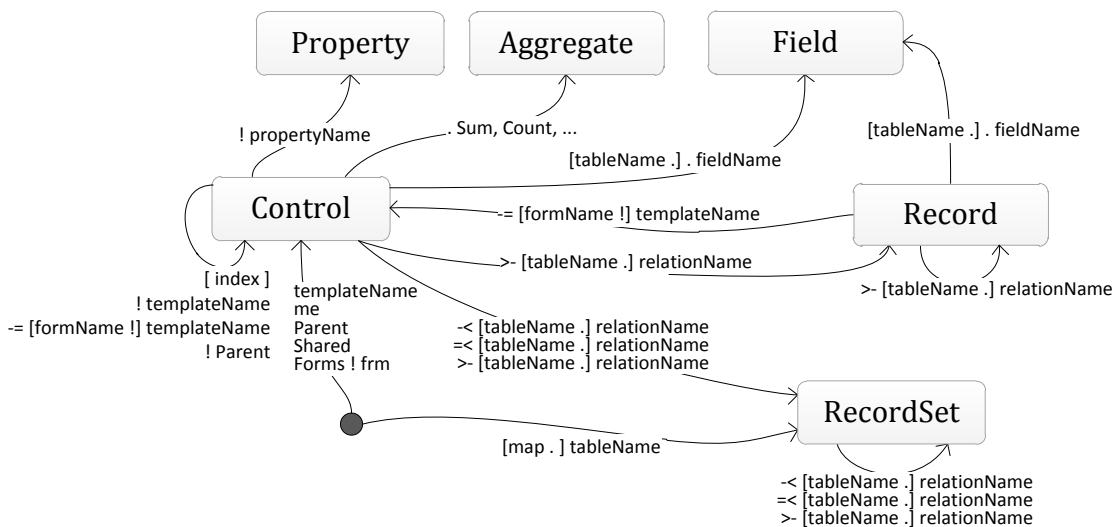 Property
Aggregate
Field
! propertyName
. Sum, Count, ...
[tableName .] . fieldName
[tableName .] . fieldName
Control
-= [formName !] templateName
Record
>- [tableName .] relationName
[ index ]
! templateName
-= [formName !] templateName
! Parent
templateName
me
Parent
Shared
Forms ! frm
>- [tableName .] relationName
-< [tableName .] relationName
=< [tableName .] relationName
>- [tableName .] relationName
RecordSet
[map . ] tableName
-< [tableName .] relationName
=< [tableName .] relationName
>- [tableName .] relationName